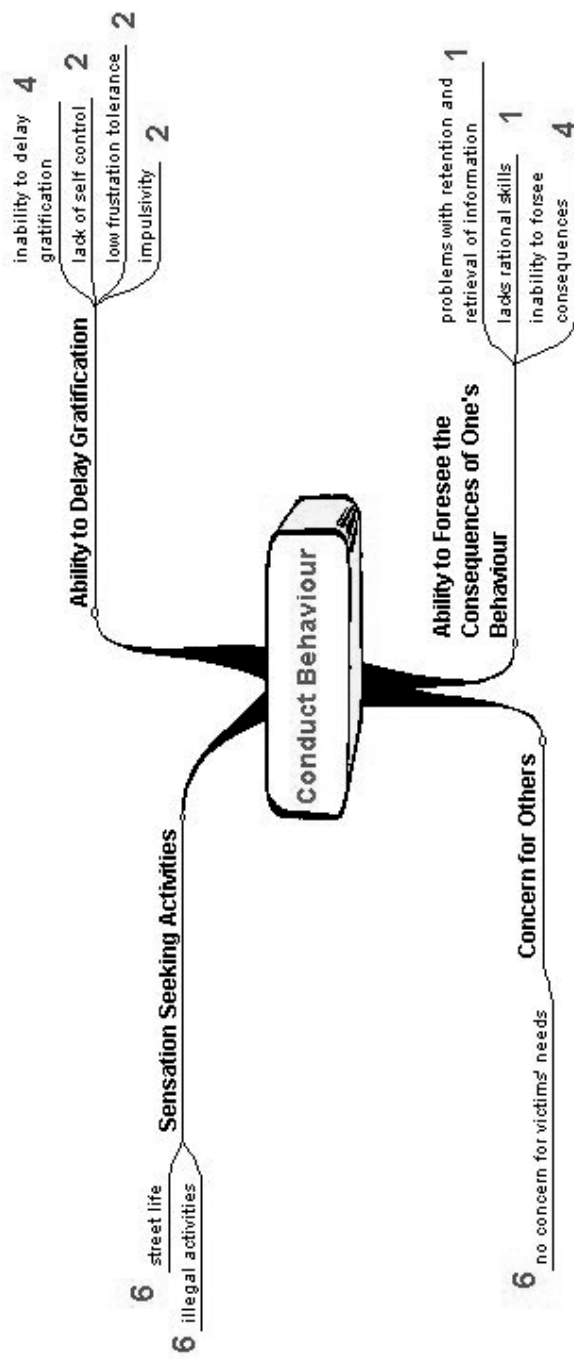 Conduct Behaviour
Ability to Delay Gratification
inability to delay
gratification
4
lack of self control
2
low frustration tolerance
2
impulsivity
2
Ability to Foresee the
Consequences of One's
Behaviour
problems with retention and
retrieval of information
1
lacks rational skills
1
inability to forsee
consequences
4
Concern for Others
no concern for victims' needs
6
Sensation Seeking Activities
street life
6
illegal activities
6